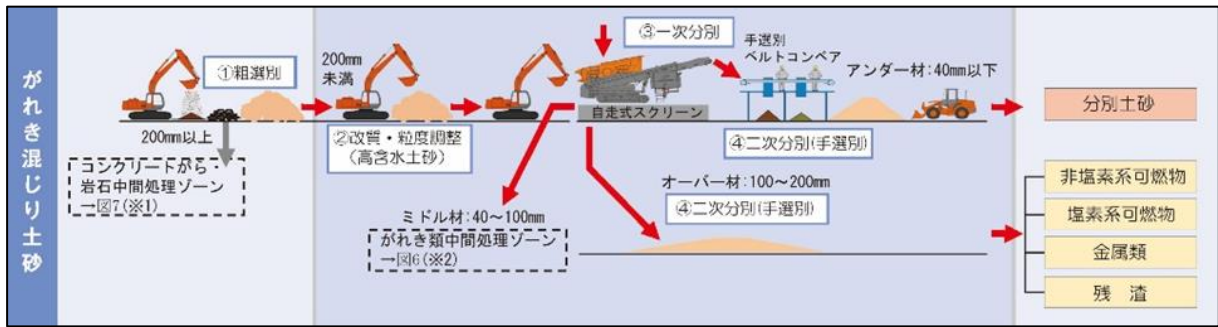 がれき混じり土砂
①粗選別
200mm以上
コンクリートがら・
岩石中間処理ゾーン
→図7(※1)
200mm
未満
②改質・粒度調整
(高含水土砂)
③一次分別
自走式スクリーン
手選別
ベルトコンベア
アンダー材:40mm以下
④二次分別(手選別)
オーバー材:100～200mm
④二次分別(手選別)
ミドル材:40～100mm
がれき類中間処理ゾーン
→図6(※2)
分別土砂
非塩素系可燃物
塩素系可燃物
金属類
残渣